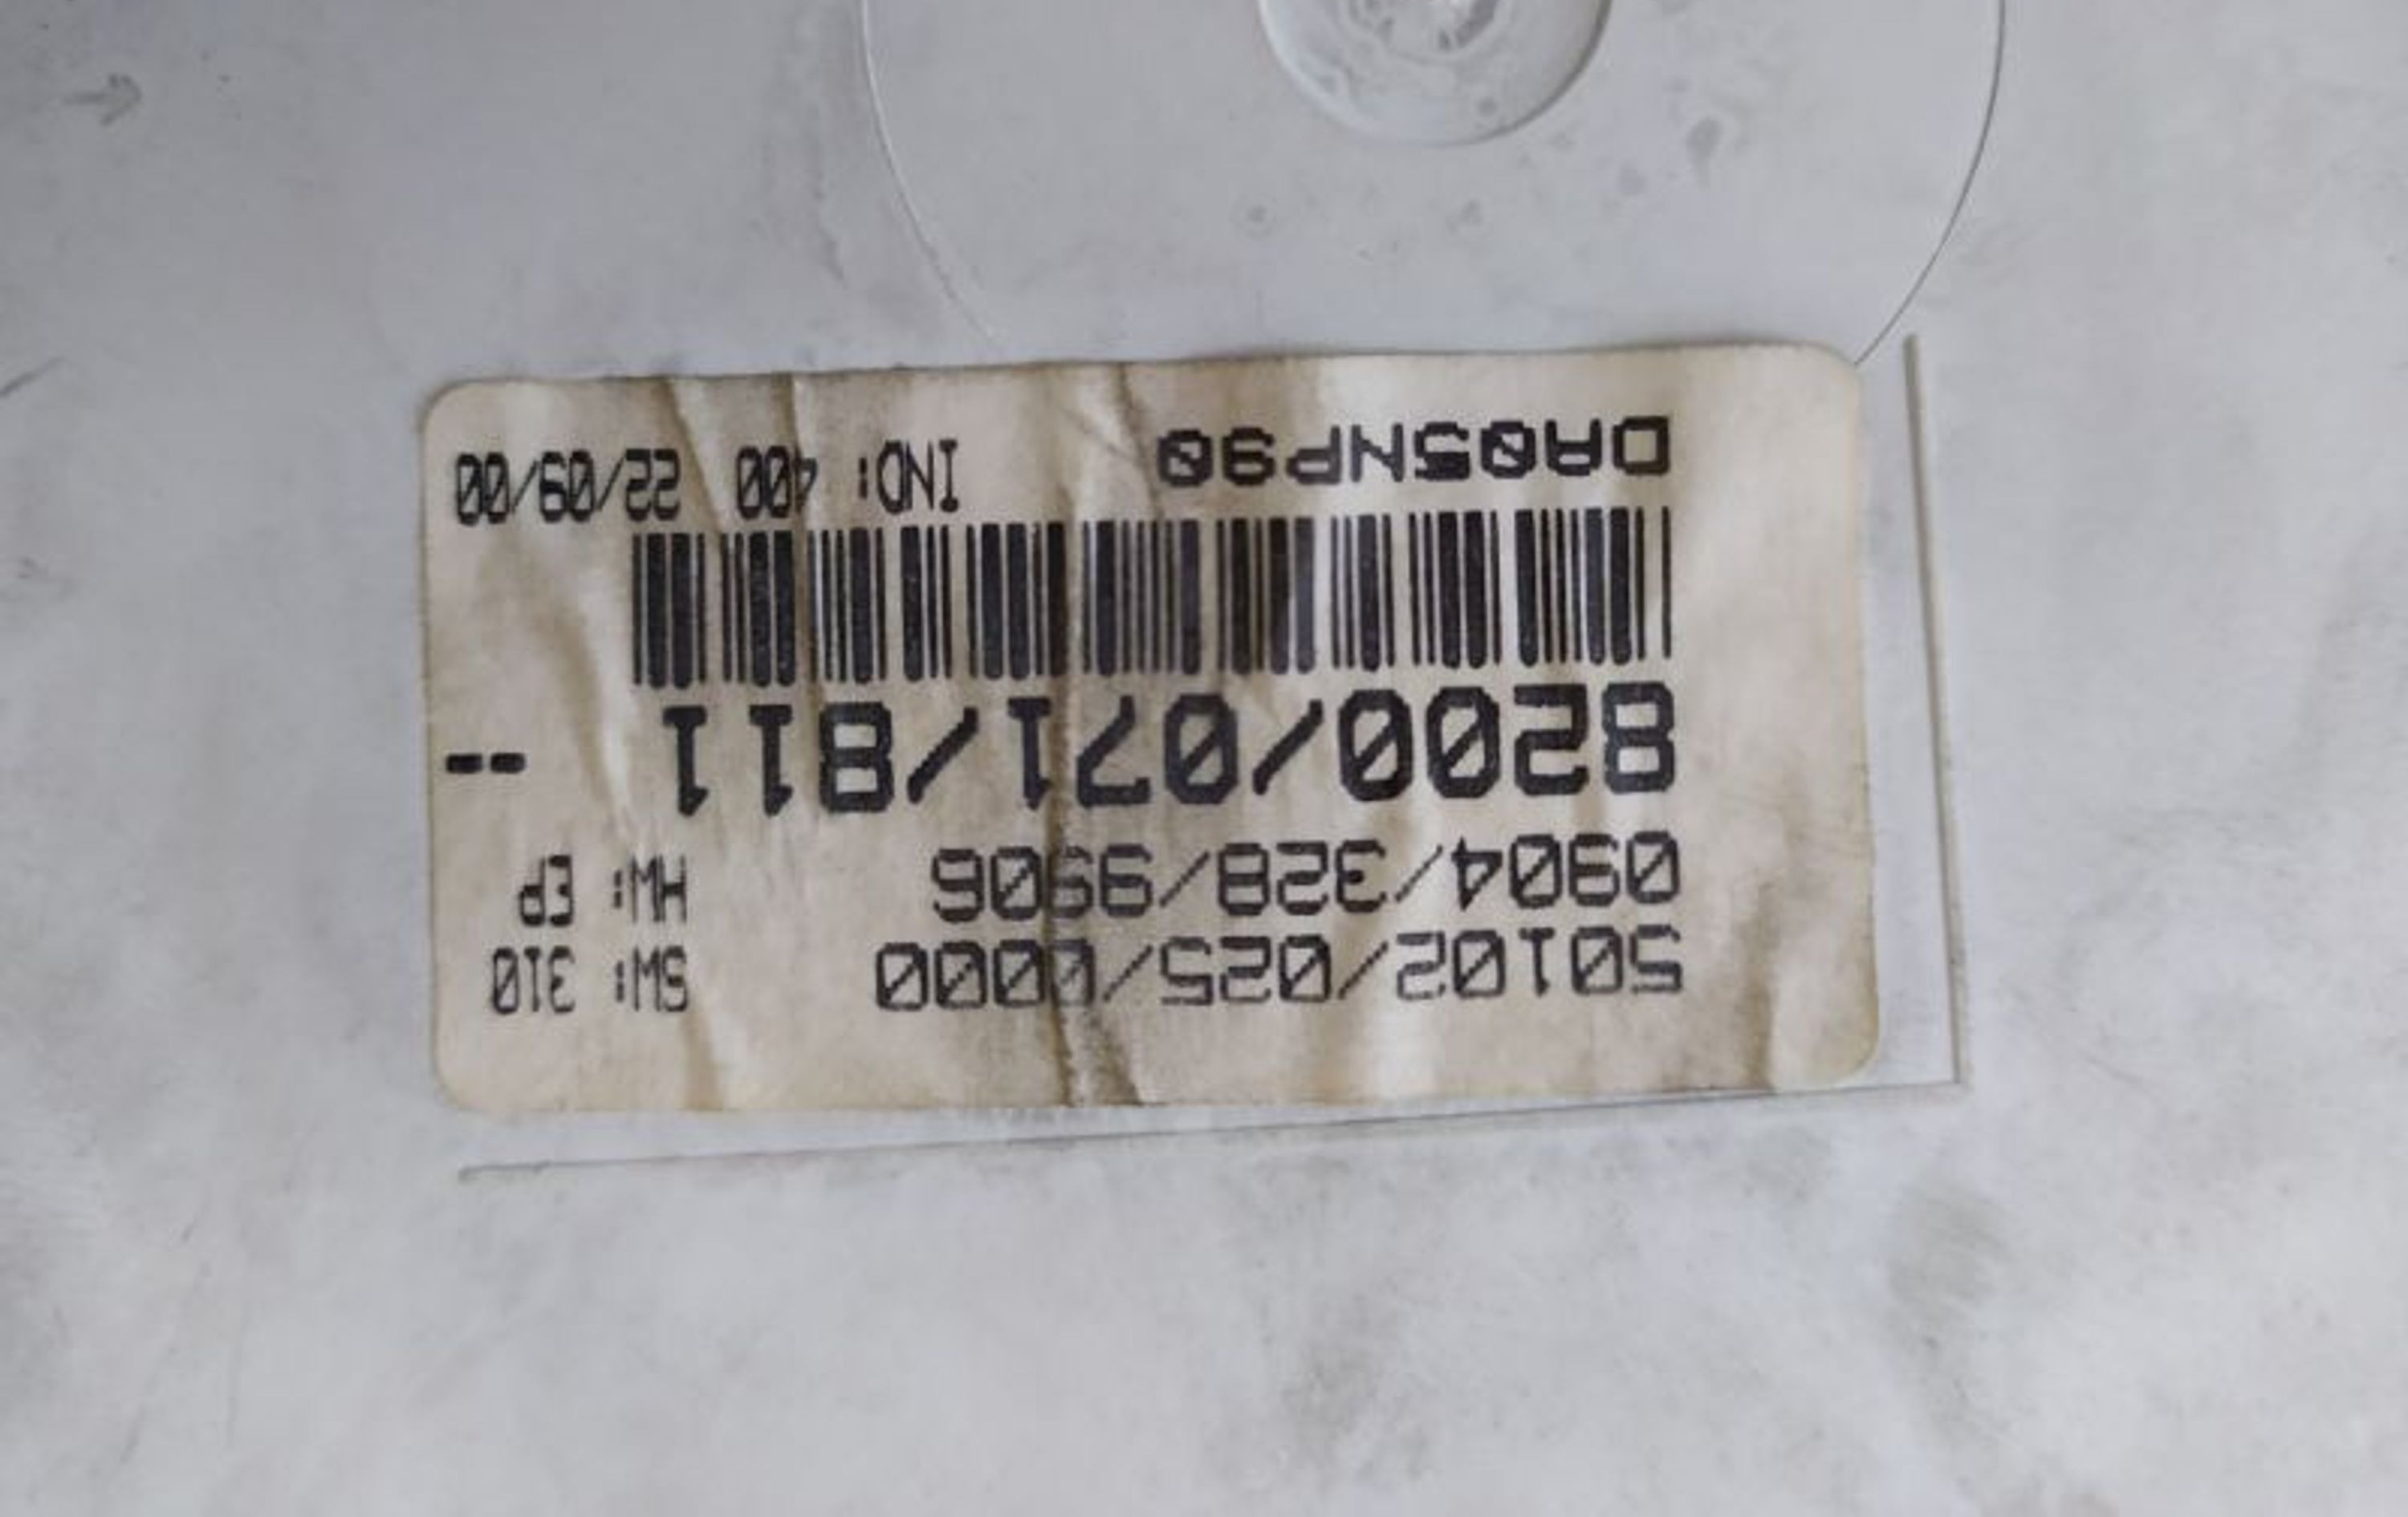 50102/025/0000 SW: 310
0904/328/9906 HW: EP
8200/071/811 --
DA05NP90 IND: 400 22/09/00